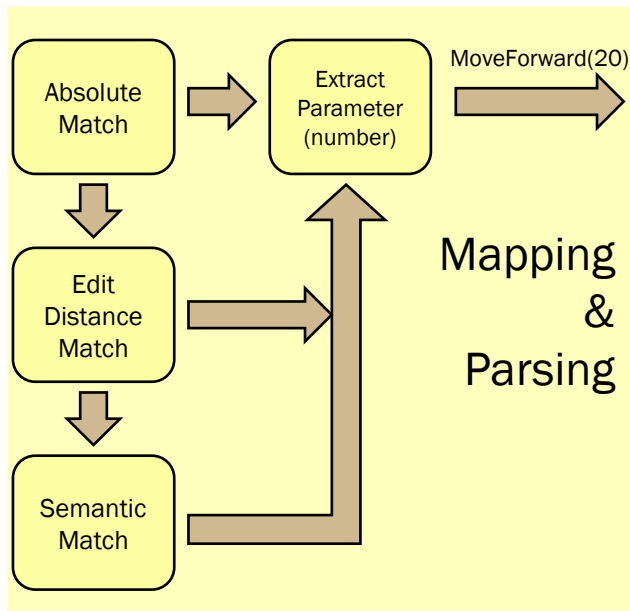 Absolute
Match
Extract
Parameter
(number)
MoveForward(20)
Edit
Distance
Match
Mapping
&
Parsing
Semantic
Match